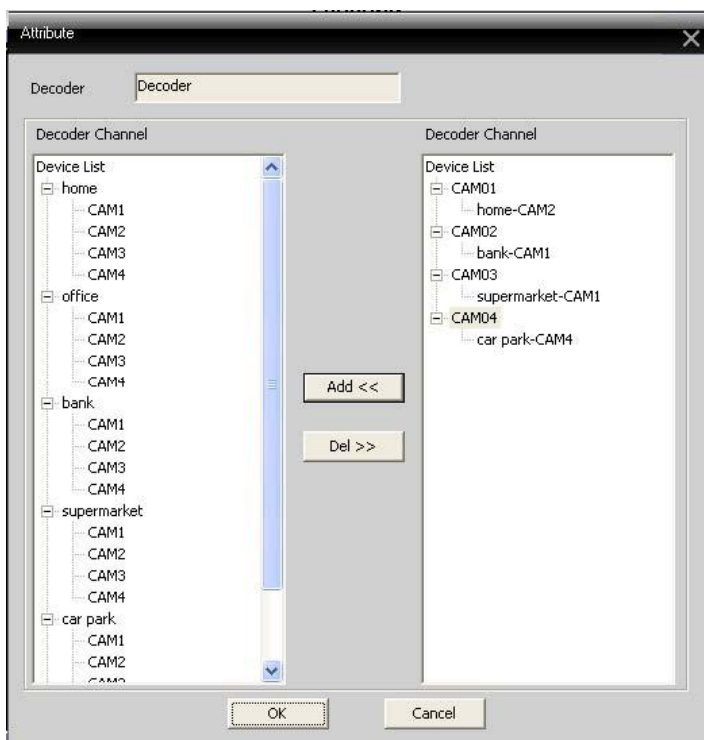 Attribute
Decoder
Decoder
Decoder Channel
Device List
home
CAM1
CAM2
CAM3
CAM4
office
CAM1
CAM2
CAM3
CAM4
bank
CAM1
CAM2
CAM3
CAM4
supermarket
CAM1
CAM2
CAM3
CAM4
car park
CAM1
CAM2
Add <<
Del >>
Decoder Channel
Device List
CAM01
home-CAM2
CAM02
bank-CAM1
CAM03
supermarket-CAM1
CAM04
car park-CAM4
OK
Cancel